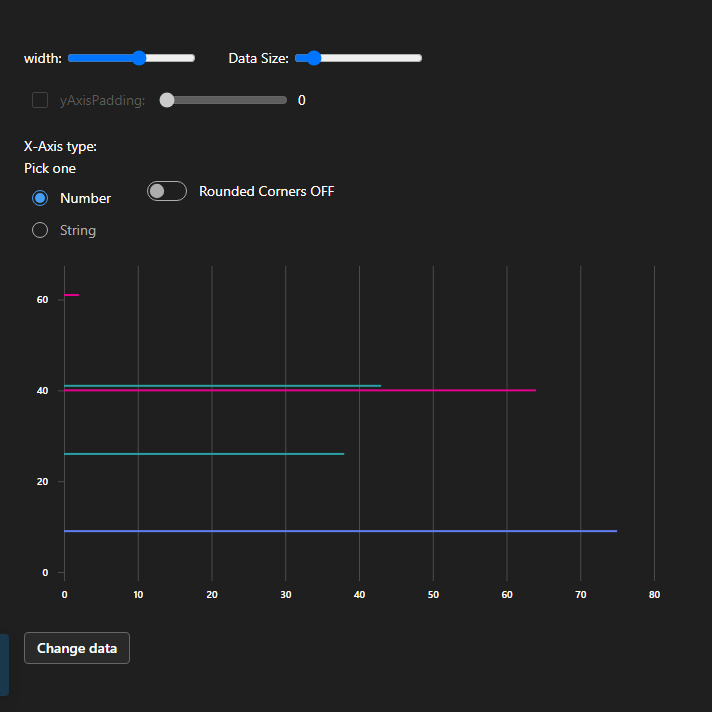 width: Data Size:
yAxisPadding: 0
X-Axis type:
Pick one
Number Rounded Corners OFF
String
60
40
20
0
0 10 20 30 40 50 60 70 80
Change data